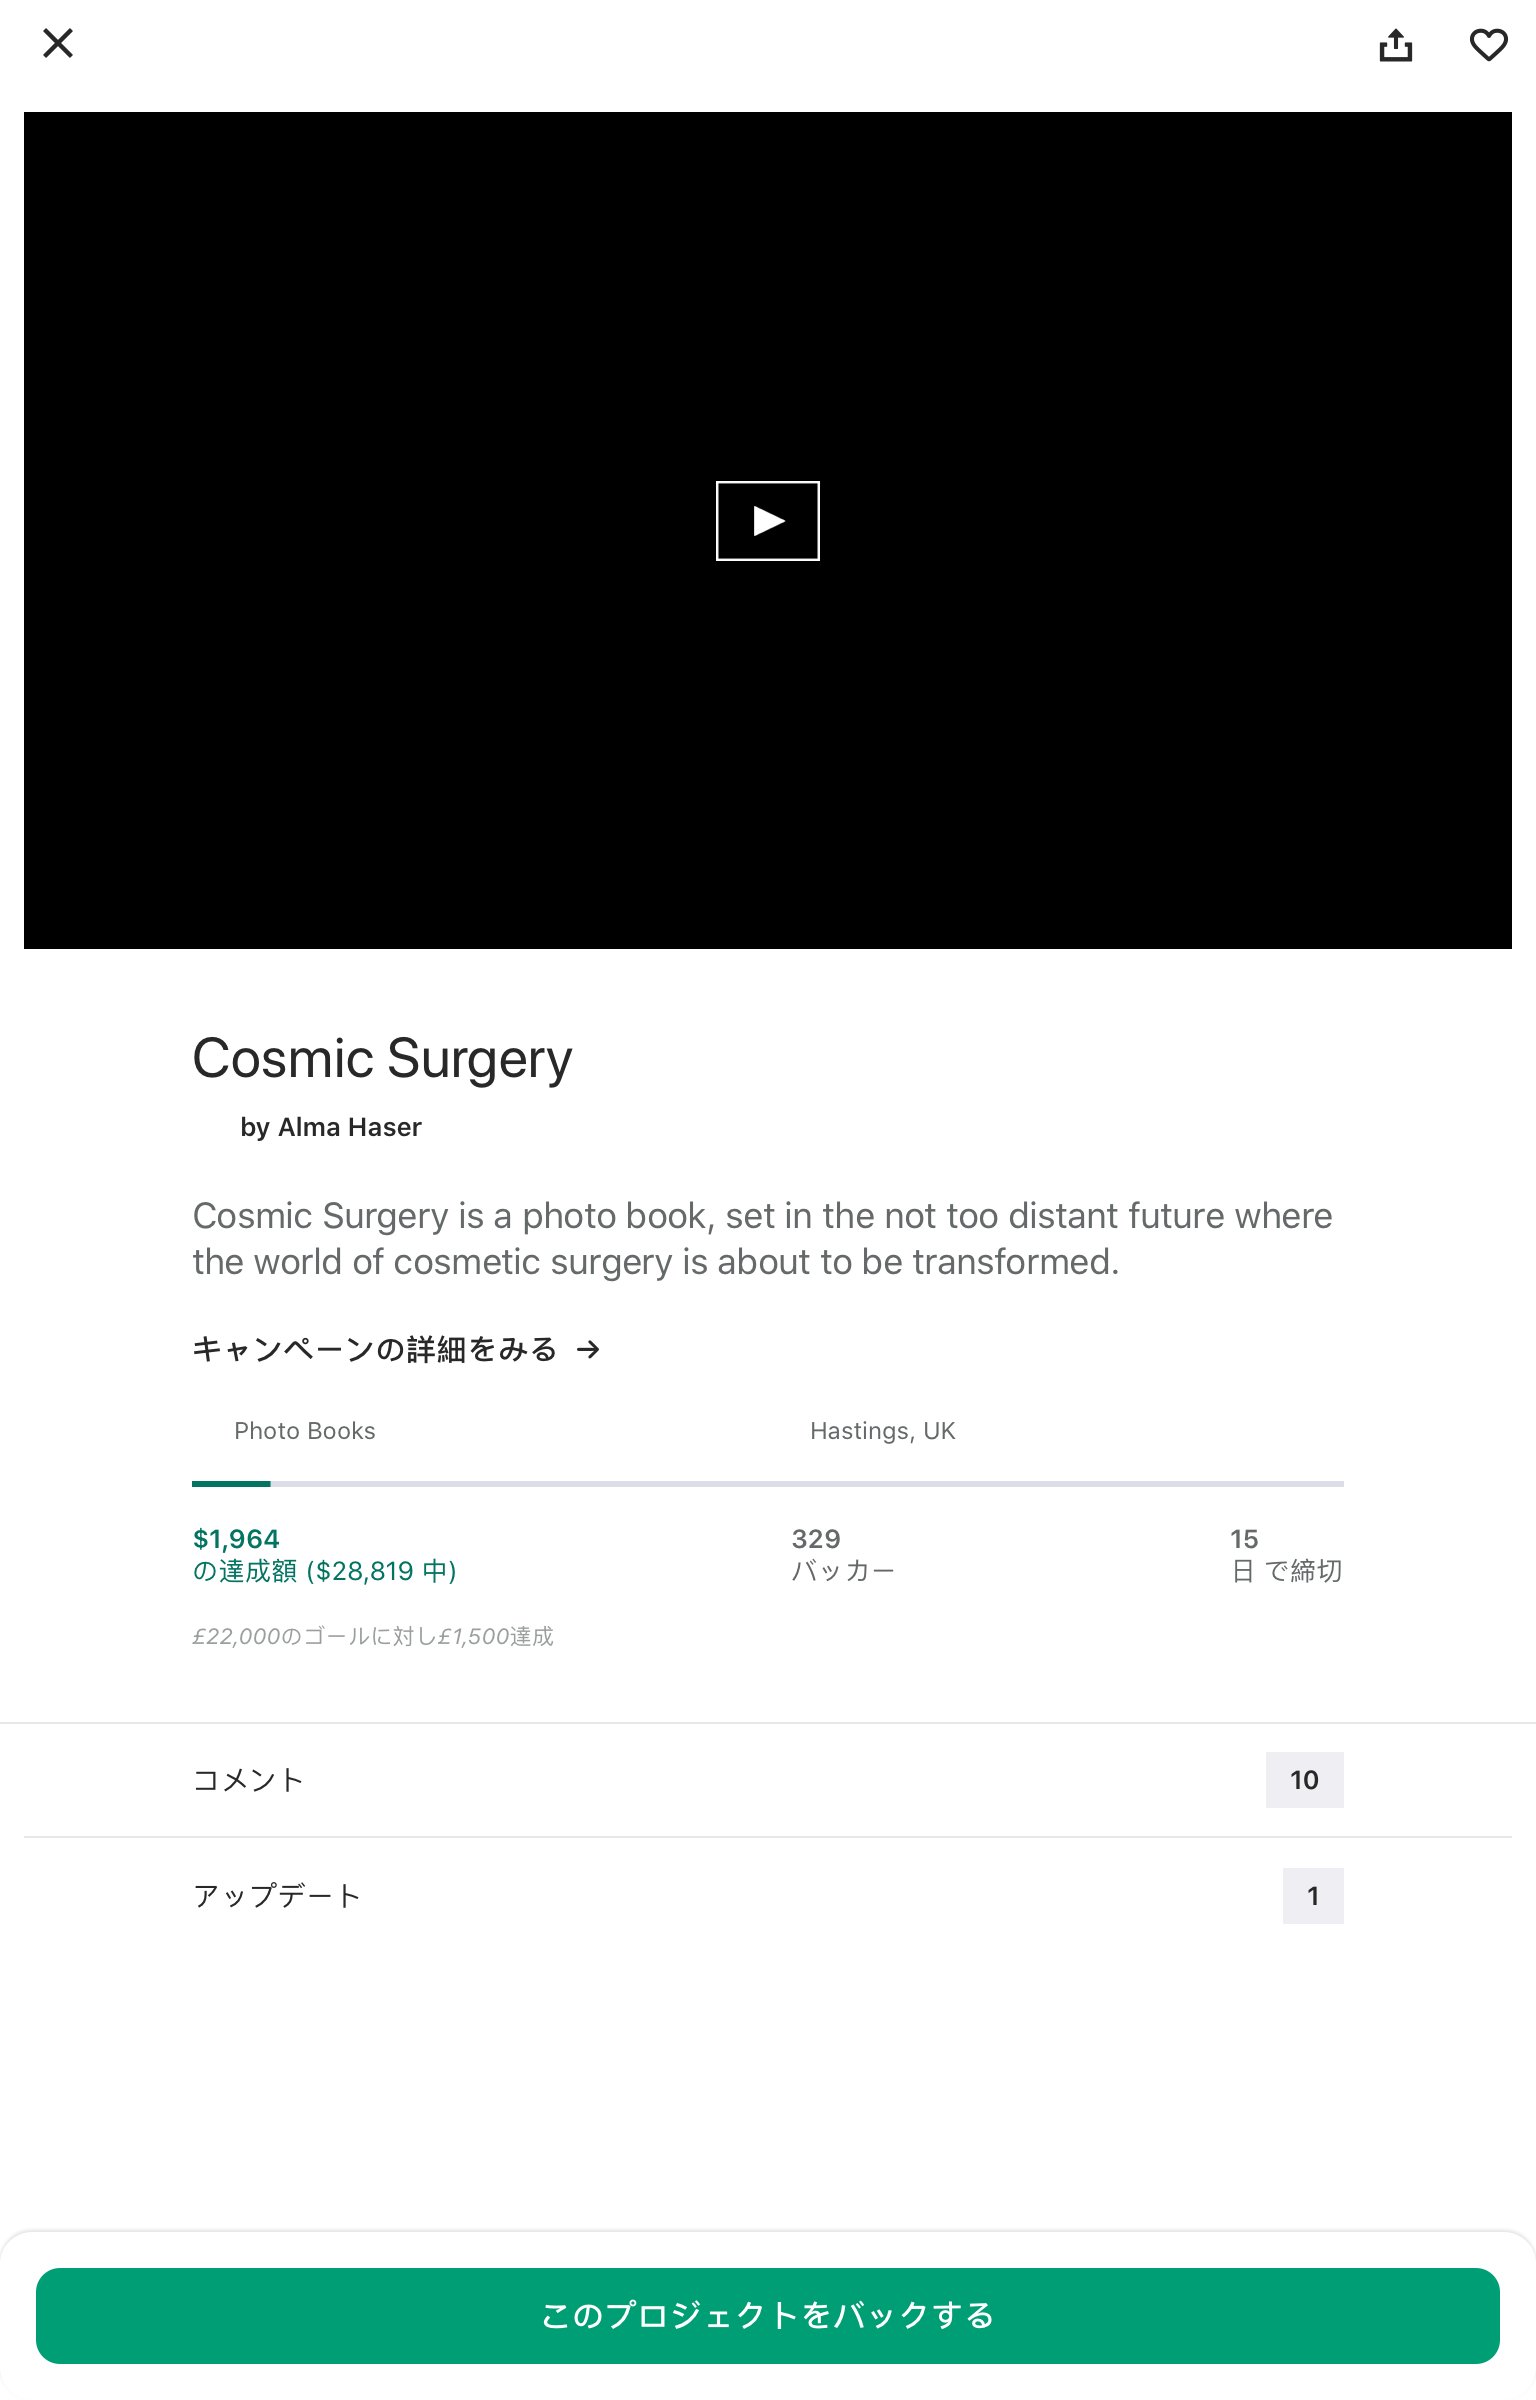 Cosmic Surgery
by Alma Haser
Cosmic Surgery is a photo book, set in the not too distant future where
the world of cosmetic surgery is about to be transformed.
キャンペーンの詳細をみる →
Photo Books
Hastings, UK
$1,964
の達成額 ($28,819 中)
329
バッカー
15
日 で締切
£22,000のゴールに対し£1,500達成
コメント
10
アップデート
1
このプロジェクトをバックする